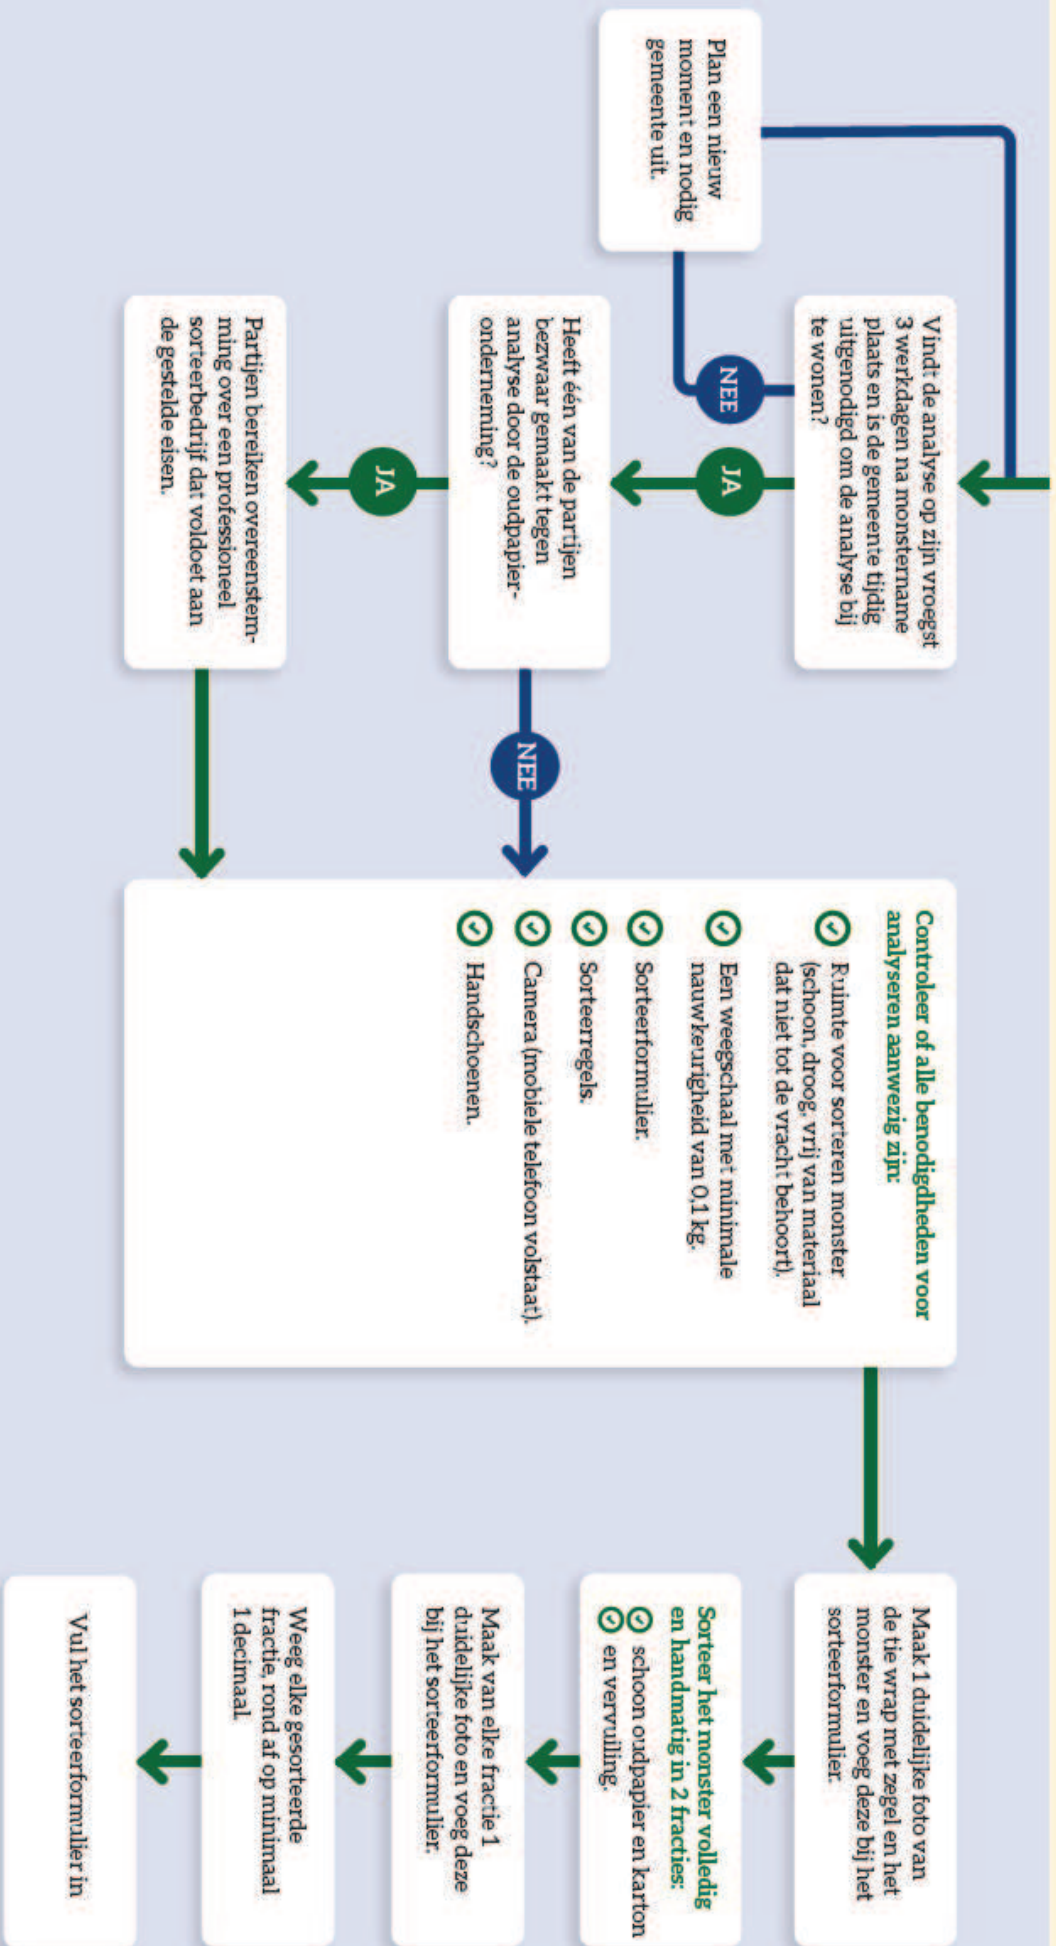 Vindt de analyse op zijn vroegst
3 werkdagen na monstername
plaats en is de gemeente tijdig
uitgenodigd om de analyse bij
te wonen?
NEE
JA
Plan een nieuw
moment en nodig
gemeente uit.
Heeft één van de partijen
bezwaar gemaakt tegen
analyse door de oudpapier-
onderneming?
JA
NEE
Partijen bereiken overeenstem-
ming over een professioneel
sorteerbedrijf dat voldoet aan
de gestelde eisen.
Controleer of alle benodigdheden voor
analyseren aanwezig zijn:
Ruimte voor sorteren monster
(schoon, droog, vrij van materiaal
dat niet tot de vracht behoort).
Een weegschaal met minimale
nauwkeurigheid van 0,1 kg.
Sorteerformulier.
Sorteerregels.
Camera (mobiele telefoon volstaat).
Handschoenen.
Maak 1 duidelijke foto van
de tie wrap met zegel en het
monster en voeg deze bij het
sorteerformulier.
Sorteer het monster volledig
en handmatig in 2 fracties:
schoon oudpapier en karton
en vervuiling.
Maak van elke fractie 1
duidelijke foto en voeg deze
bij het sorteerformulier.
Weeg elke gesorteerde
fractie, rond af op minimaal
1 decimaal.
Vul het sorteerformulier in